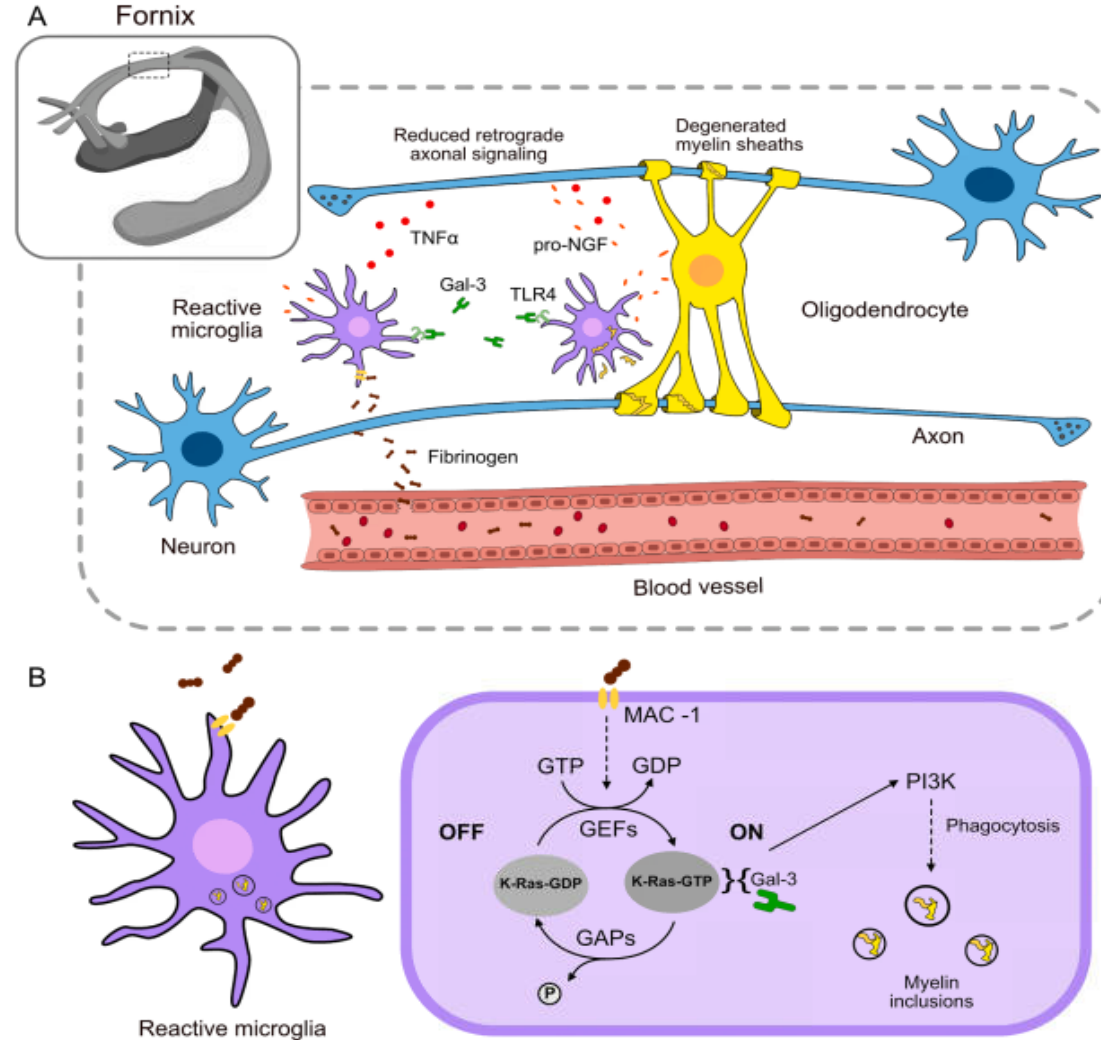 A
Fornix
Reduced retrograde
axonal signaling
Degenerated
myelin sheaths
TNFα
pro-NGF
Gal-3
TLR4
Reactive
microglia
Oligodendrocyte
Axon
Fibrinogen
Neuron
Blood vessel
B
MAC -1
GTP
GDP
PI3K
OFF
GEFs
ON
Phagocytosis
K-Ras-GDP
K-Ras-GTP
}{
Gal-3
GAPs
P
Myelin
inclusions
Reactive microglia